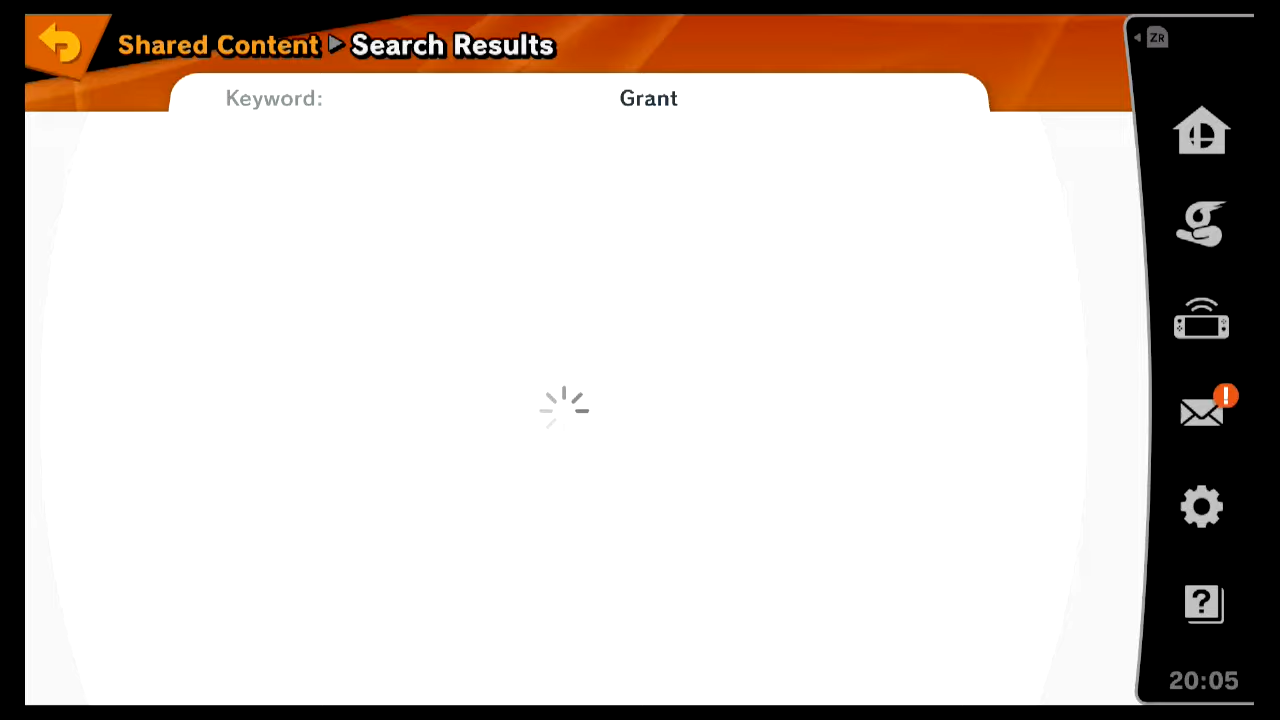 Shared Content ▶ Search Results
ZR
Keyword: Grant
!
?
20:05